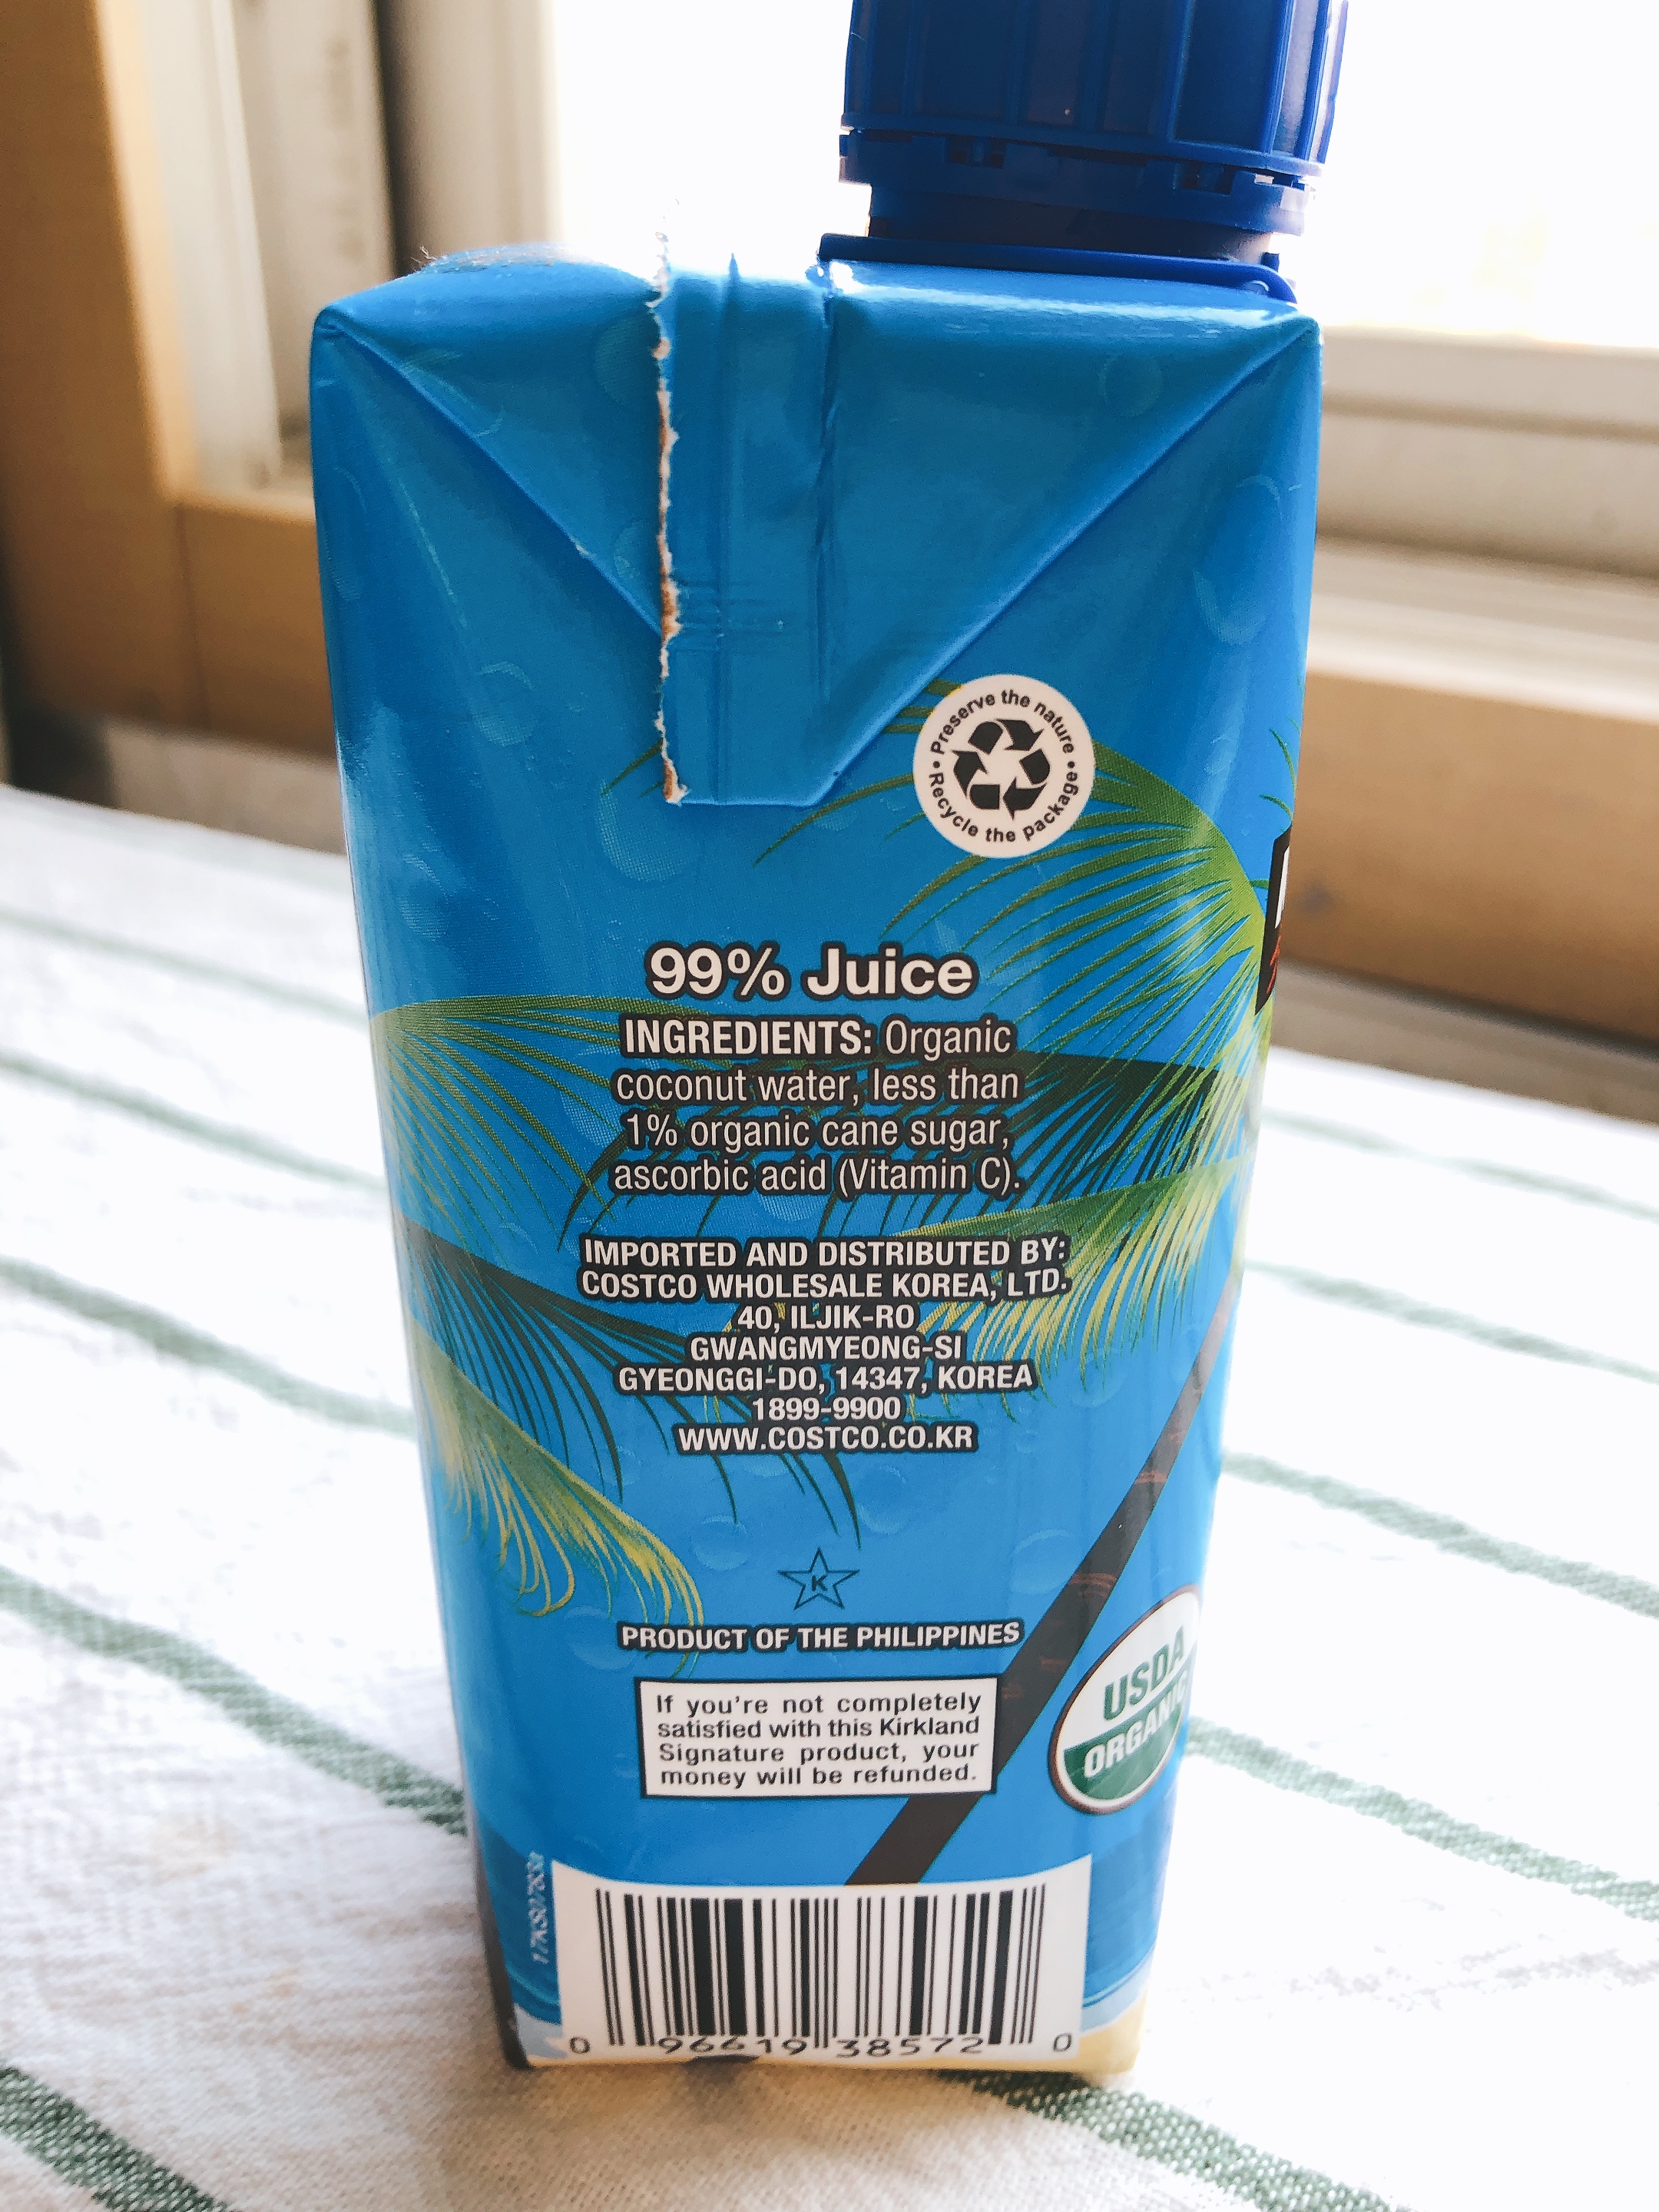 Preserve the nature
Recycle the package
99% Juice
INGREDIENTS: Organic
coconut water, less than
1% organic cane sugar,
ascorbic acid (Vitamin C).
IMPORTED AND DISTRIBUTED BY:
COSTCO WHOLESALE KOREA, LTD.
40, ILJIK-RO
GWANGMYEONG-SI
GYEONGGI-DO, 14347, KOREA
1899-9900
WWW.COSTCO.CO.KR
K
PRODUCT OF THE PHILIPPINES
USDA
ORGANIC
If you're not completely
satisfied with this Kirkland
Signature product, your
money will be refunded.
0 96619 38572 0